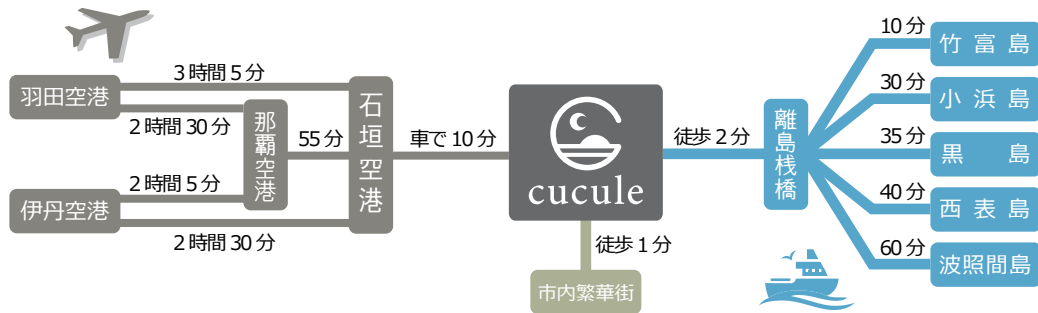 羽田空港
3時間5分
2時間30分
那覇空港
伊丹空港
2時間5分
2時間30分
55分
石垣空港
車で10分
cucule
徒歩1分
市内繁華街
徒歩2分
離島桟橋
10分
竹富島
30分
小浜島
35分
黒島
40分
西表島
60分
波照間島